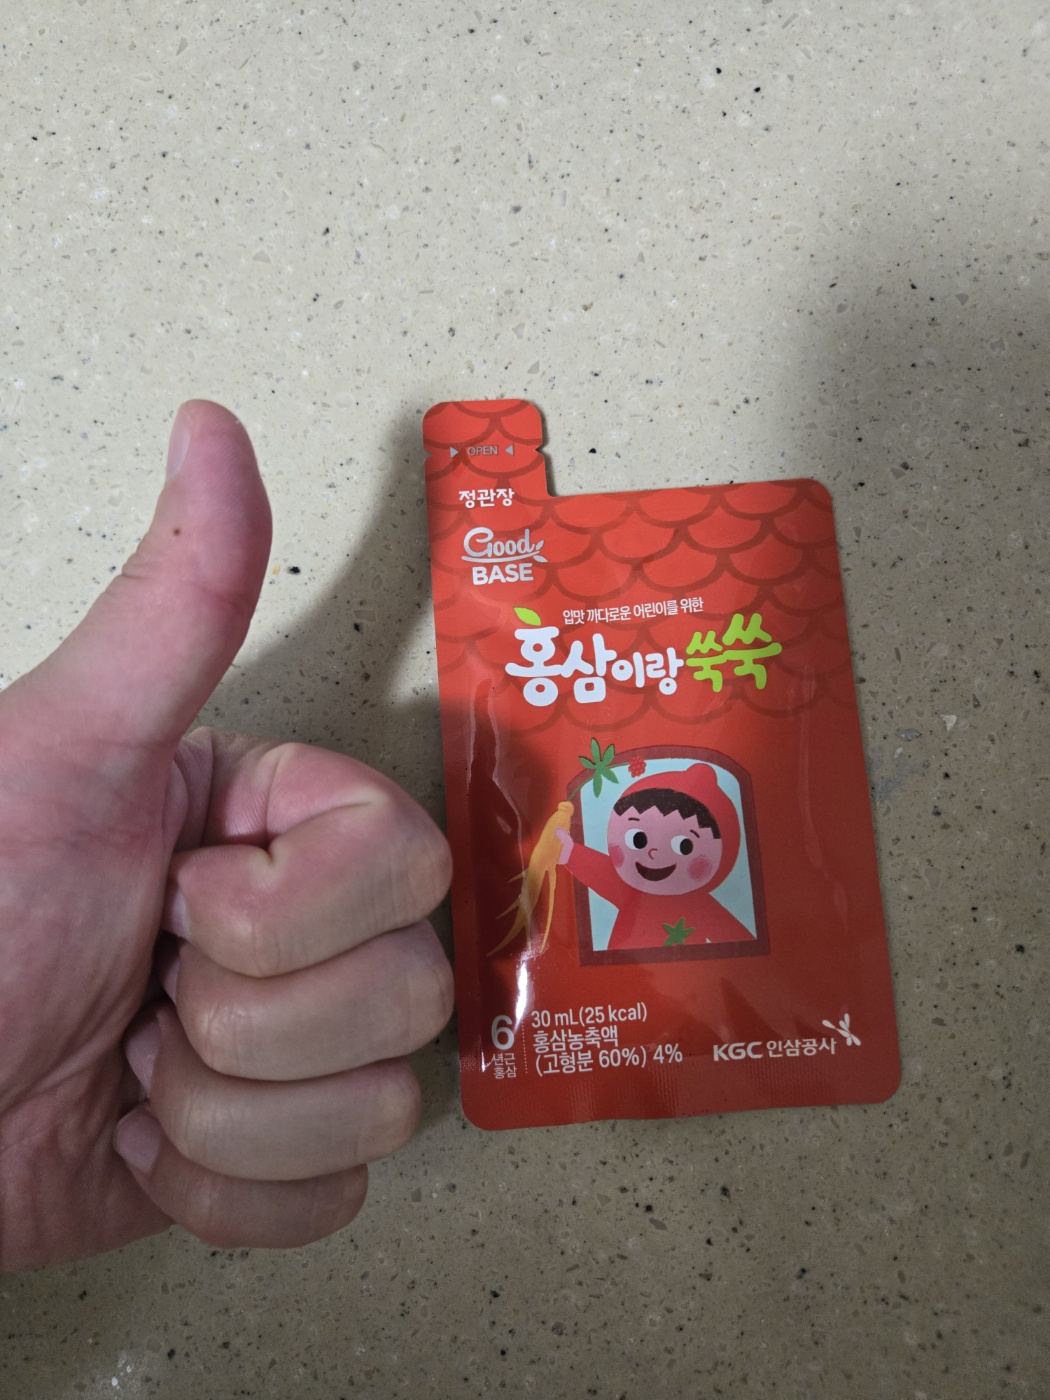 OPEN
정관장
Good
BASE
입맛 까다로운 어린이를 위한
홍삼이랑 쑥쑥
6
년근
홍삼
30 mL(25 kcal)
홍삼농축액
(고형분 60%) 4%
KGC 인삼공사